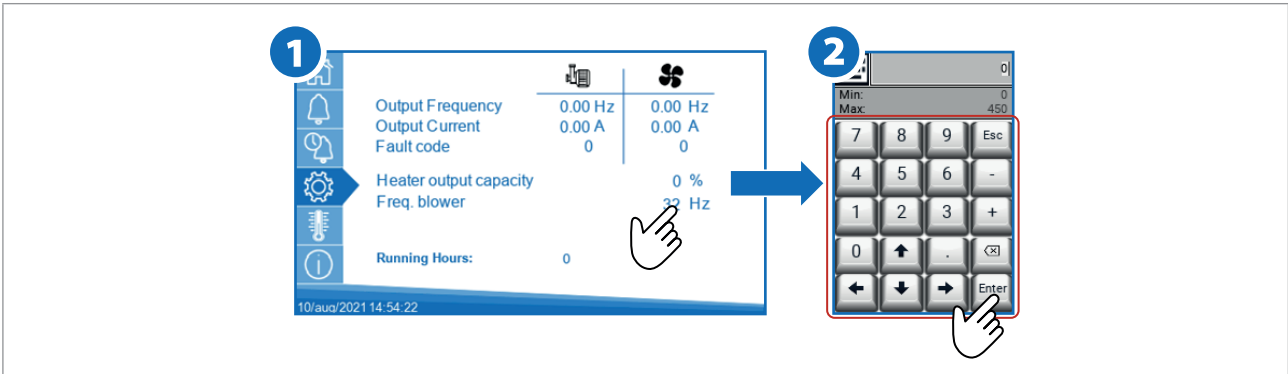 1
Output Frequency 0.00 Hz 0.00 Hz
Output Current 0.00 A 0.00 A
Fault code 0 0
Heater output capacity 0 %
Freq. blower 32 Hz
Running Hours: 0
10/aug/2021 14:54:22
2
0
Min: 0
Max: 450
7 8 9 Esc
4 5 6 -
1 2 3 +
0 .
Enter